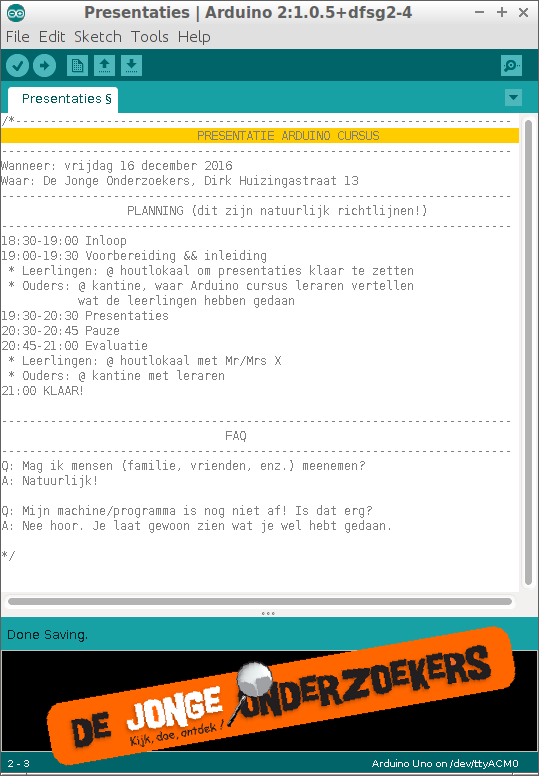 Presentaties | Arduino 2:1.0.5+dfsg2-4
File Edit Sketch Tools Help
Presentaties §
/*-----------------------------------------------------------------------
PRESENTATIE ARDUINO CURSUS
-------------------------------------------------------------------------
Wanneer: vrijdag 16 december 2016
Waar: De Jonge Onderzoekers, Dirk Huizingastraat 13
-------------------------------------------------------------------------
PLANNING (dit zijn natuurlijk richtlijnen!)
-------------------------------------------------------------------------
18:30-19:00 Inloop
19:00-19:30 Voorbereiding && inleiding
* Leerlingen: @ houtlokaal om presentaties klaar te zetten
* Ouders: @ kantine, waar Arduino cursus leraren vertellen
wat de leerlingen hebben gedaan
19:30-20:30 Presentaties
20:30-20:45 Pauze
20:45-21:00 Evaluatie
* Leerlingen: @ houtlokaal met Mr/Mrs X
* Ouders: @ kantine met leraren
21:00 KLAAR!
-------------------------------------------------------------------------
FAQ
-------------------------------------------------------------------------
Q: Mag ik mensen (familie, vrienden, enz.) meenemen?
A: Natuurlijk!
Q: Mijn machine/programma is nog niet af! Is dat erg?
A: Nee hoor. Je laat gewoon zien wat je wel hebt gedaan.
*/
Done Saving.
DE JONGE ONDERZOEKERS
Kijk, doe, ontdek!
2 - 3
Arduino Uno on /dev/ttyACM0